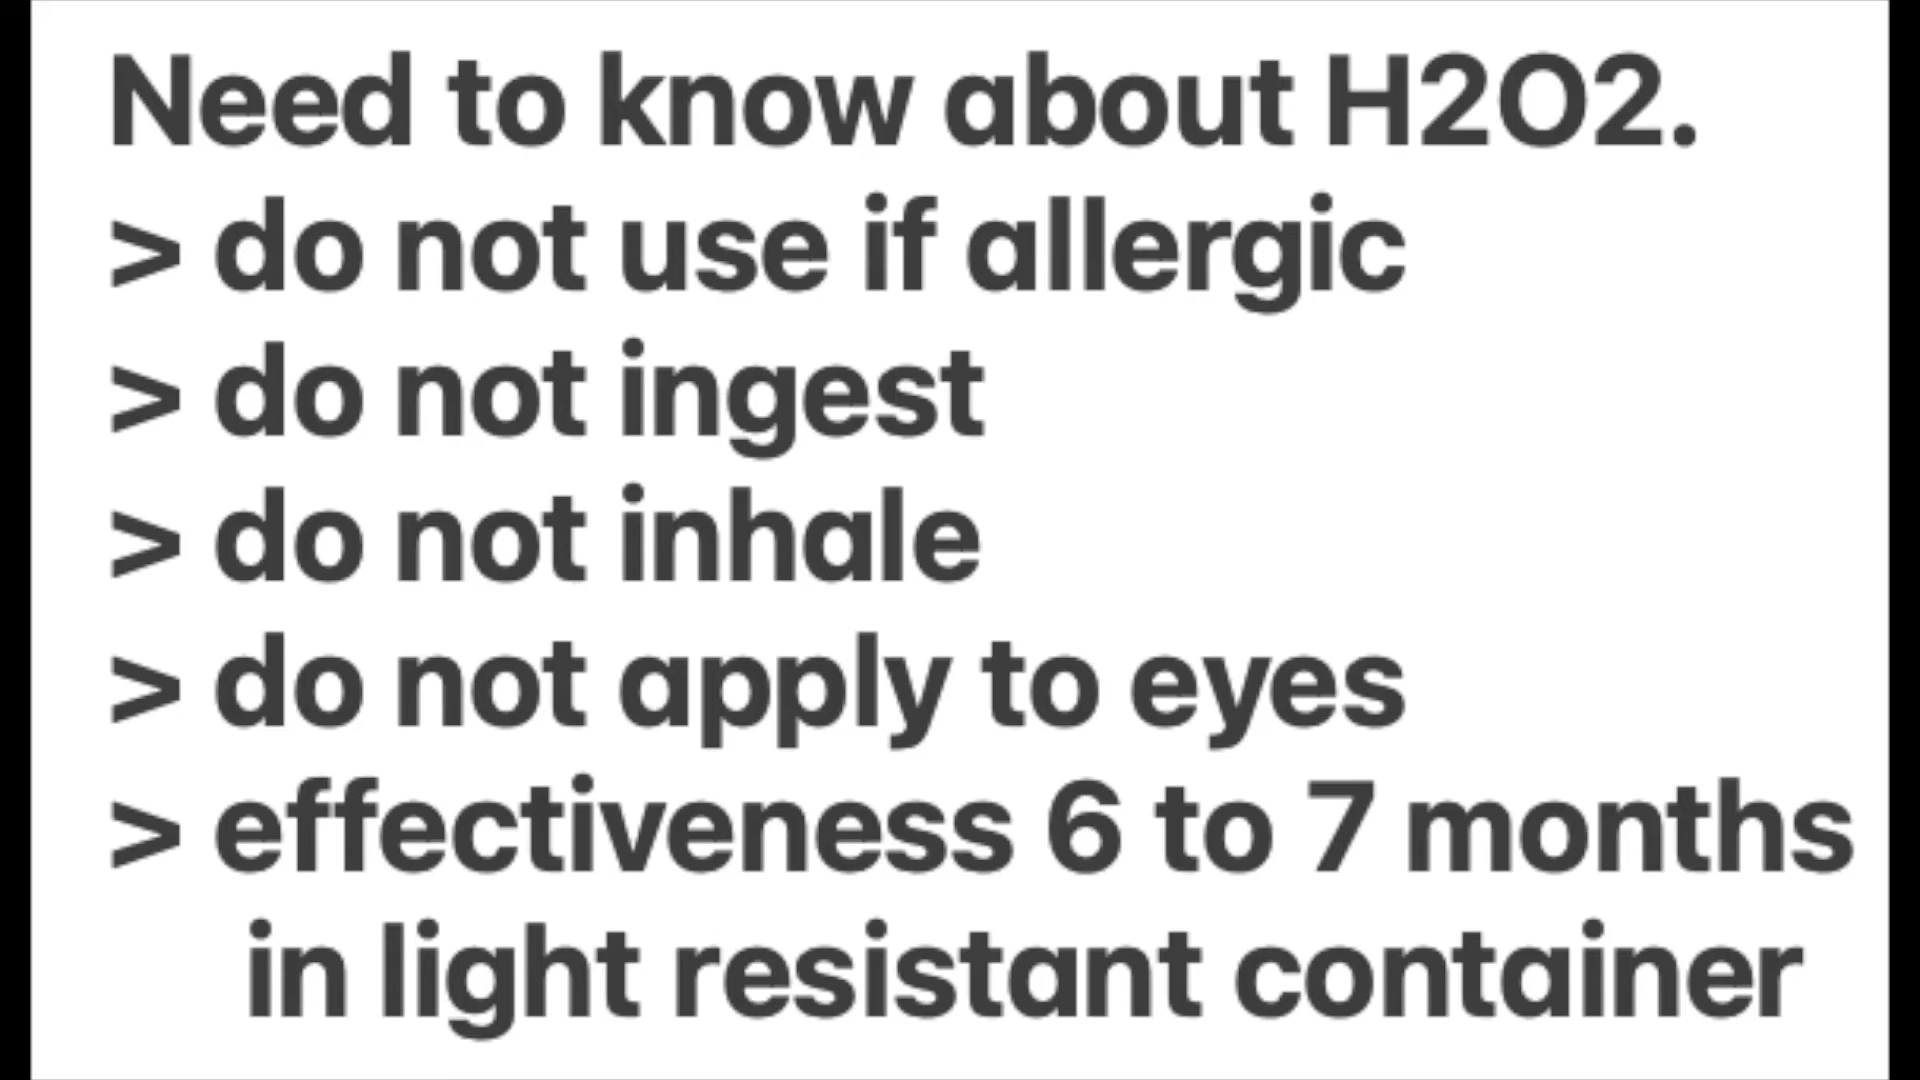 Need to know about H2O2.
> do not use if allergic
> do not ingest
> do not inhale
> do not apply to eyes
> effectiveness 6 to 7 months
in light resistant container